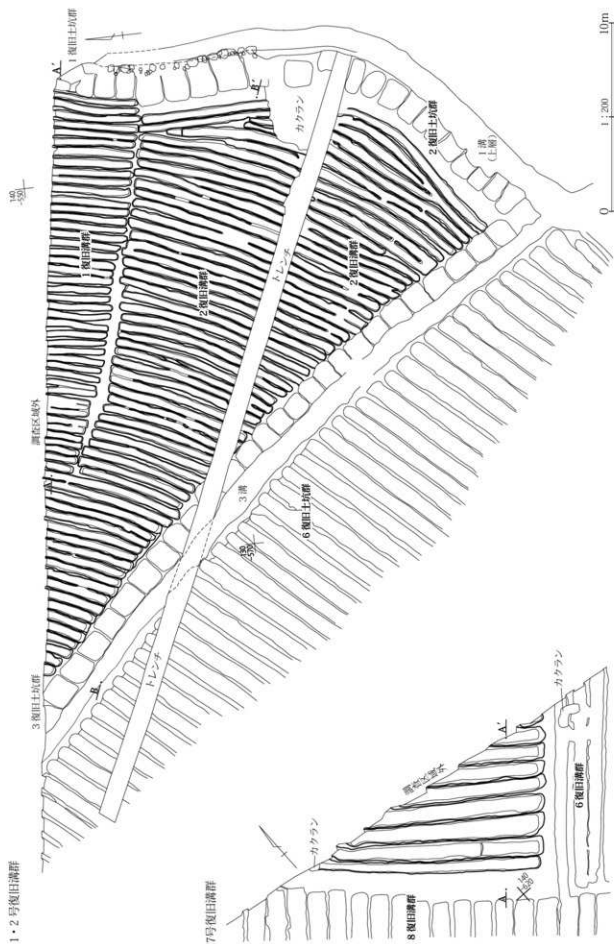 1・2号復旧溝群
3復旧土坑群
調査区域外
140
-550
A'
1復旧土坑群
A
1復旧溝群
2復旧溝群
B'
カクラン
トレンチ
2復旧溝群
2復旧土坑群
1溝
(上層)
3溝
B
トレンチ
6復旧土坑群
7号復旧溝群
カクラン
調査区域外
A
A'
8復旧溝群
6復旧溝群
カクラン
0
1:200
10m